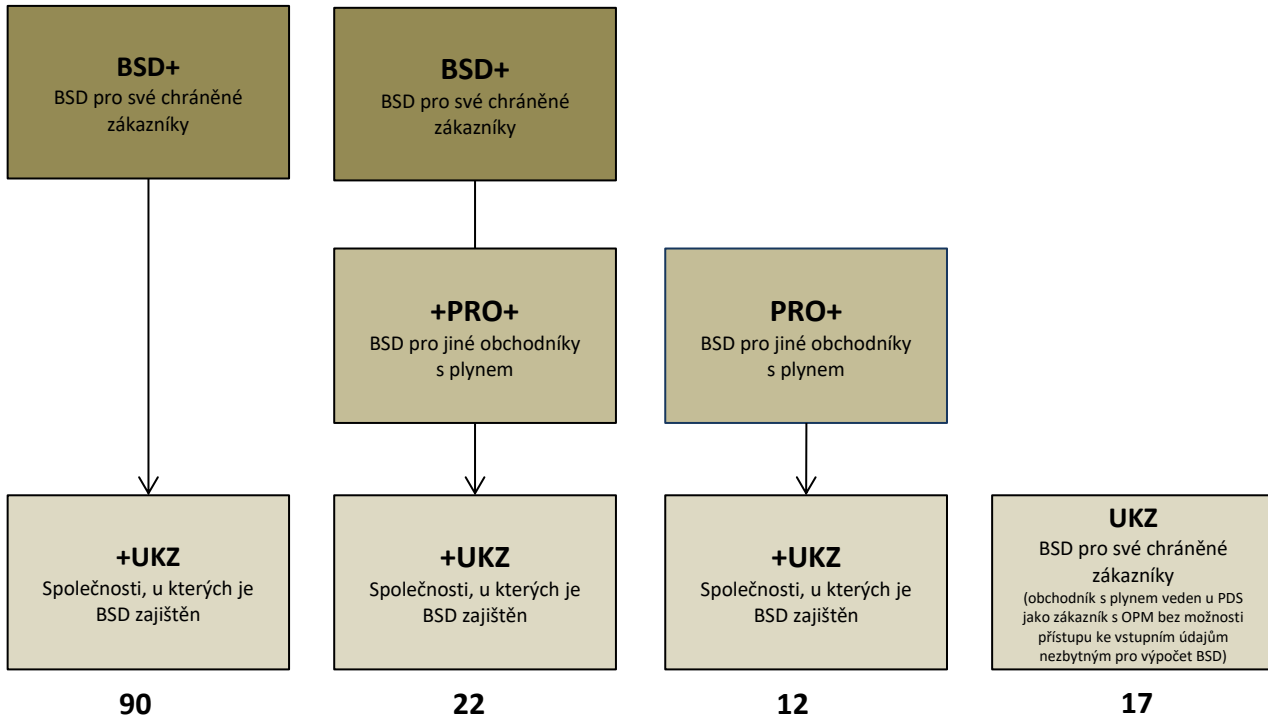 BSD+
BSD pro své chráněné
zákazníky
BSD+
BSD pro své chráněné
zákazníky
+PRO+
BSD pro jiné obchodníky
s plynem
PRO+
BSD pro jiné obchodníky
s plynem
+UKZ
Společnosti, u kterých je
BSD zajištěn
+UKZ
Společnosti, u kterých je
BSD zajištěn
+UKZ
Společnosti, u kterých je
BSD zajištěn
UKZ
BSD pro své chráněné
zákazníky
(obchodník s plynem veden u PDS
jako zákazník s OPM bez možnosti
přístupu ke vstupním údajům
nezbytným pro výpočet BSD)
90
22
12
17